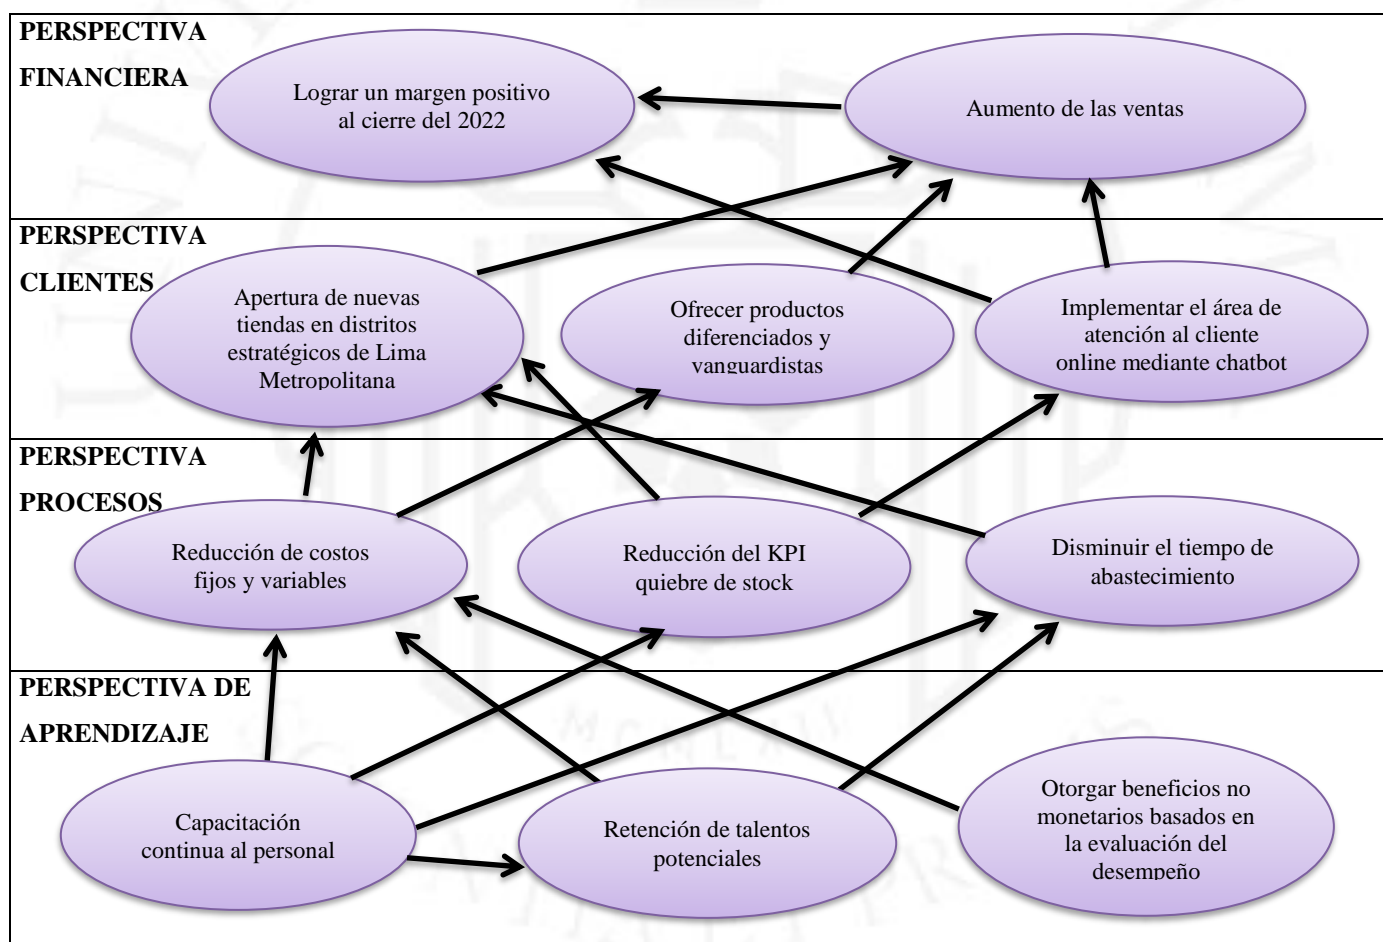 PERSPECTIVA
FINANCIERA
Lograr un margen positivo
al cierre del 2022
Aumento de las ventas
PERSPECTIVA
CLIENTES
Apertura de nuevas
tiendas en distritos
estratégicos de Lima
Metropolitana
Ofrecer productos
diferenciados y
vanguardistas
Implementar el área de
atención al cliente
online mediante chatbot
PERSPECTIVA
PROCESOS
Reducción de costos
fijos y variables
Reducción del KPI
quiebre de stock
Disminuir el tiempo de
abastecimiento
PERSPECTIVA DE
APRENDIZAJE
Capacitación
continua al personal
Retención de talentos
potenciales
Otorgar beneficios no
monetarios basados en
la evaluación del
desempeño